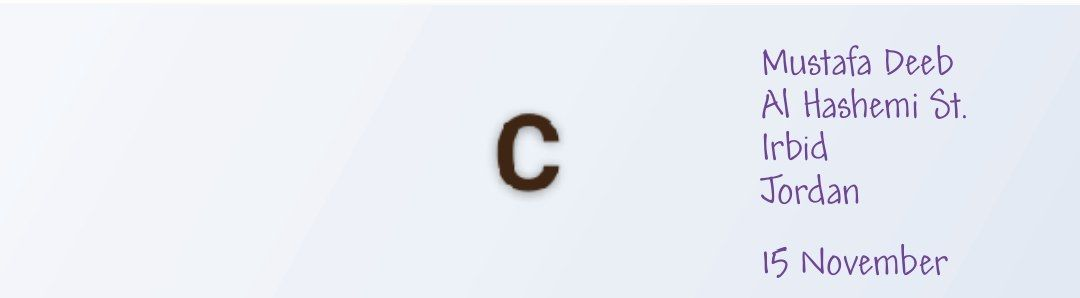 C
Mustafa Deeb
Al Hashemi St.
Irbid
Jordan
15 November